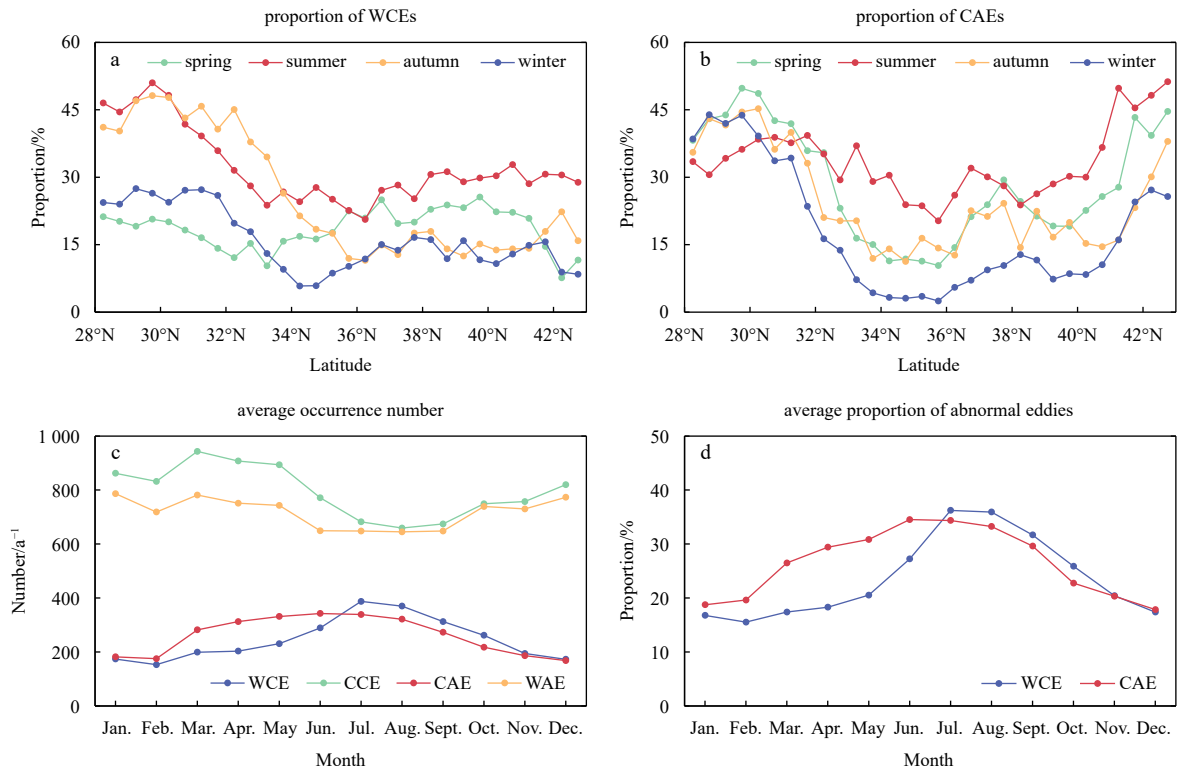 proportion of WCEs
60
45
30
15
0
Proportion/%
a
spring summer autumn winter
28°N 30°N 32°N 34°N 36°N 38°N 40°N 42°N
Latitude
proportion of CAEs
60
45
30
15
0
Proportion/%
b
spring summer autumn winter
28°N 30°N 32°N 34°N 36°N 38°N 40°N 42°N
Latitude
average occurrence number
1 000
800
600
400
200
0
Number/a⁻¹
c
WCE CCE CAE WAE
Jan. Feb. Mar. Apr. May Jun. Jul. Aug. Sept. Oct. Nov. Dec.
Month
average proportion of abnormal eddies
50
40
30
20
10
0
Proportion/%
d
WCE CAE
Jan. Feb. Mar. Apr. May Jun. Jul. Aug. Sept. Oct. Nov. Dec.
Month